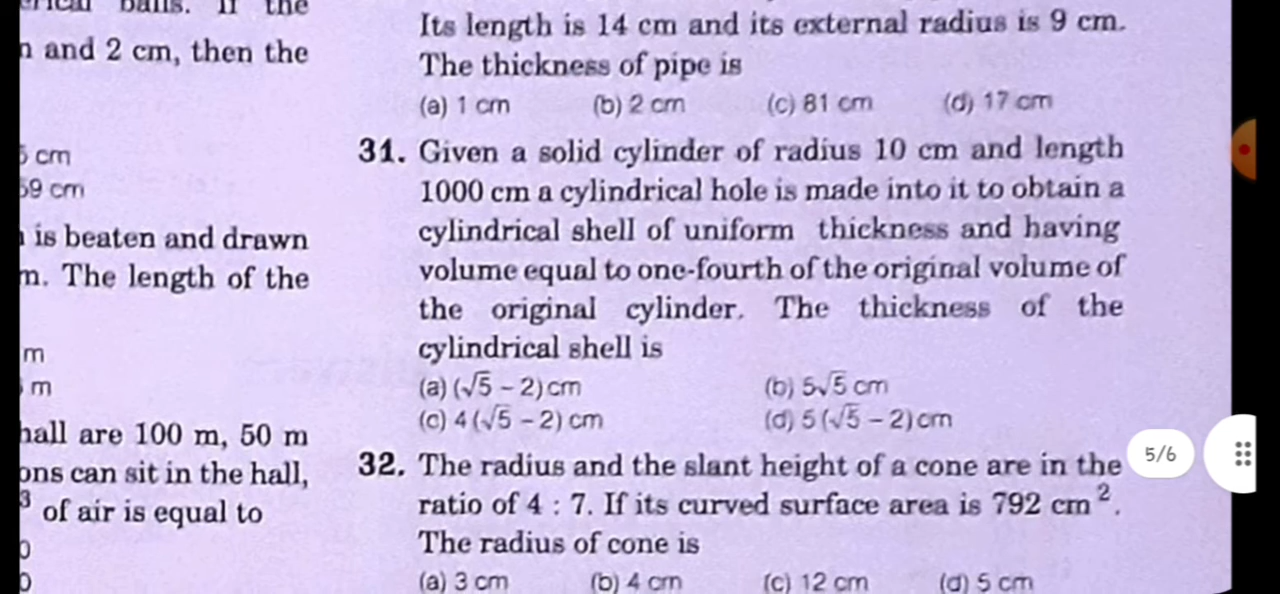 balls. If the
and 2 cm, then the
cm
59 cm
is beaten and drawn
m. The length of the
m
m
hall are 100 m, 50 m
ons can sit in the hall,
3 of air is equal to
0
0
Its length is 14 cm and its external radius is 9 cm.
The thickness of pipe is
(a) 1 cm (b) 2 cm (c) 81 cm (d) 17 cm
31. Given a solid cylinder of radius 10 cm and length
1000 cm a cylindrical hole is made into it to obtain a
cylindrical shell of uniform thickness and having
volume equal to one-fourth of the original volume of
the original cylinder. The thickness of the
cylindrical shell is
(a) (√5 – 2) cm (b) 5√5 cm
(c) 4 (√5 – 2) cm (d) 5 (√5 – 2) cm
32. The radius and the slant height of a cone are in the
ratio of 4 : 7. If its curved surface area is 792 cm².
The radius of cone is
(a) 3 cm (b) 4 cm (c) 12 cm (d) 5 cm
5/6